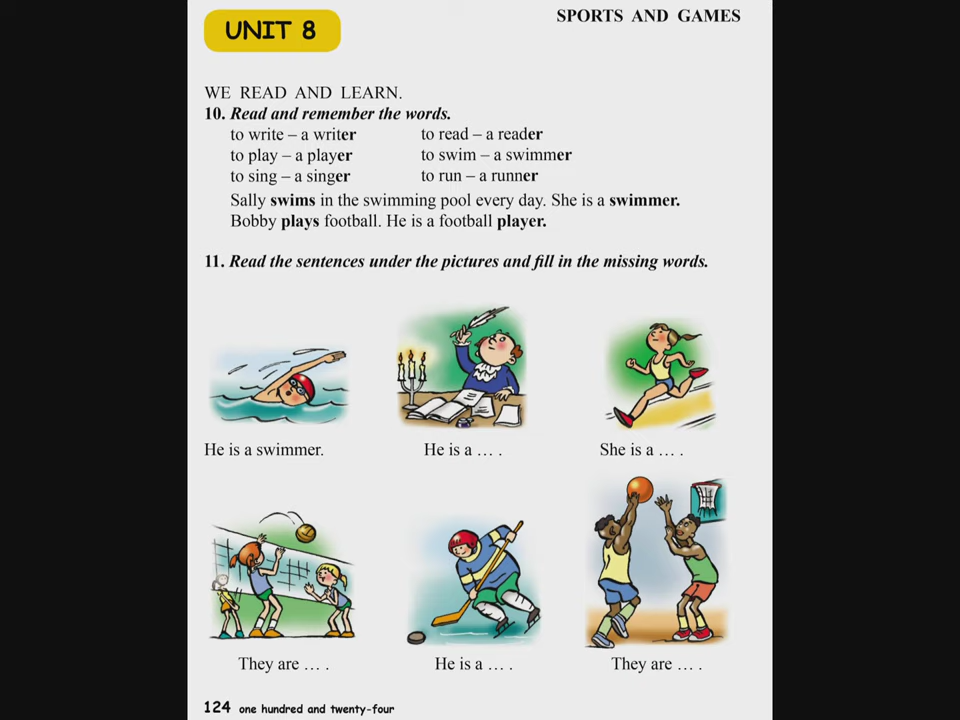 UNIT 8
SPORTS AND GAMES
WE READ AND LEARN.
10. Read and remember the words.
to write – a writer
to read – a reader
to play – a player
to swim – a swimmer
to sing – a singer
to run – a runner
Sally swims in the swimming pool every day. She is a swimmer.
Bobby plays football. He is a football player.
11. Read the sentences under the pictures and fill in the missing words.
He is a swimmer.
He is a … .
She is a … .
They are … .
He is a … .
They are … .
124 one hundred and twenty-four